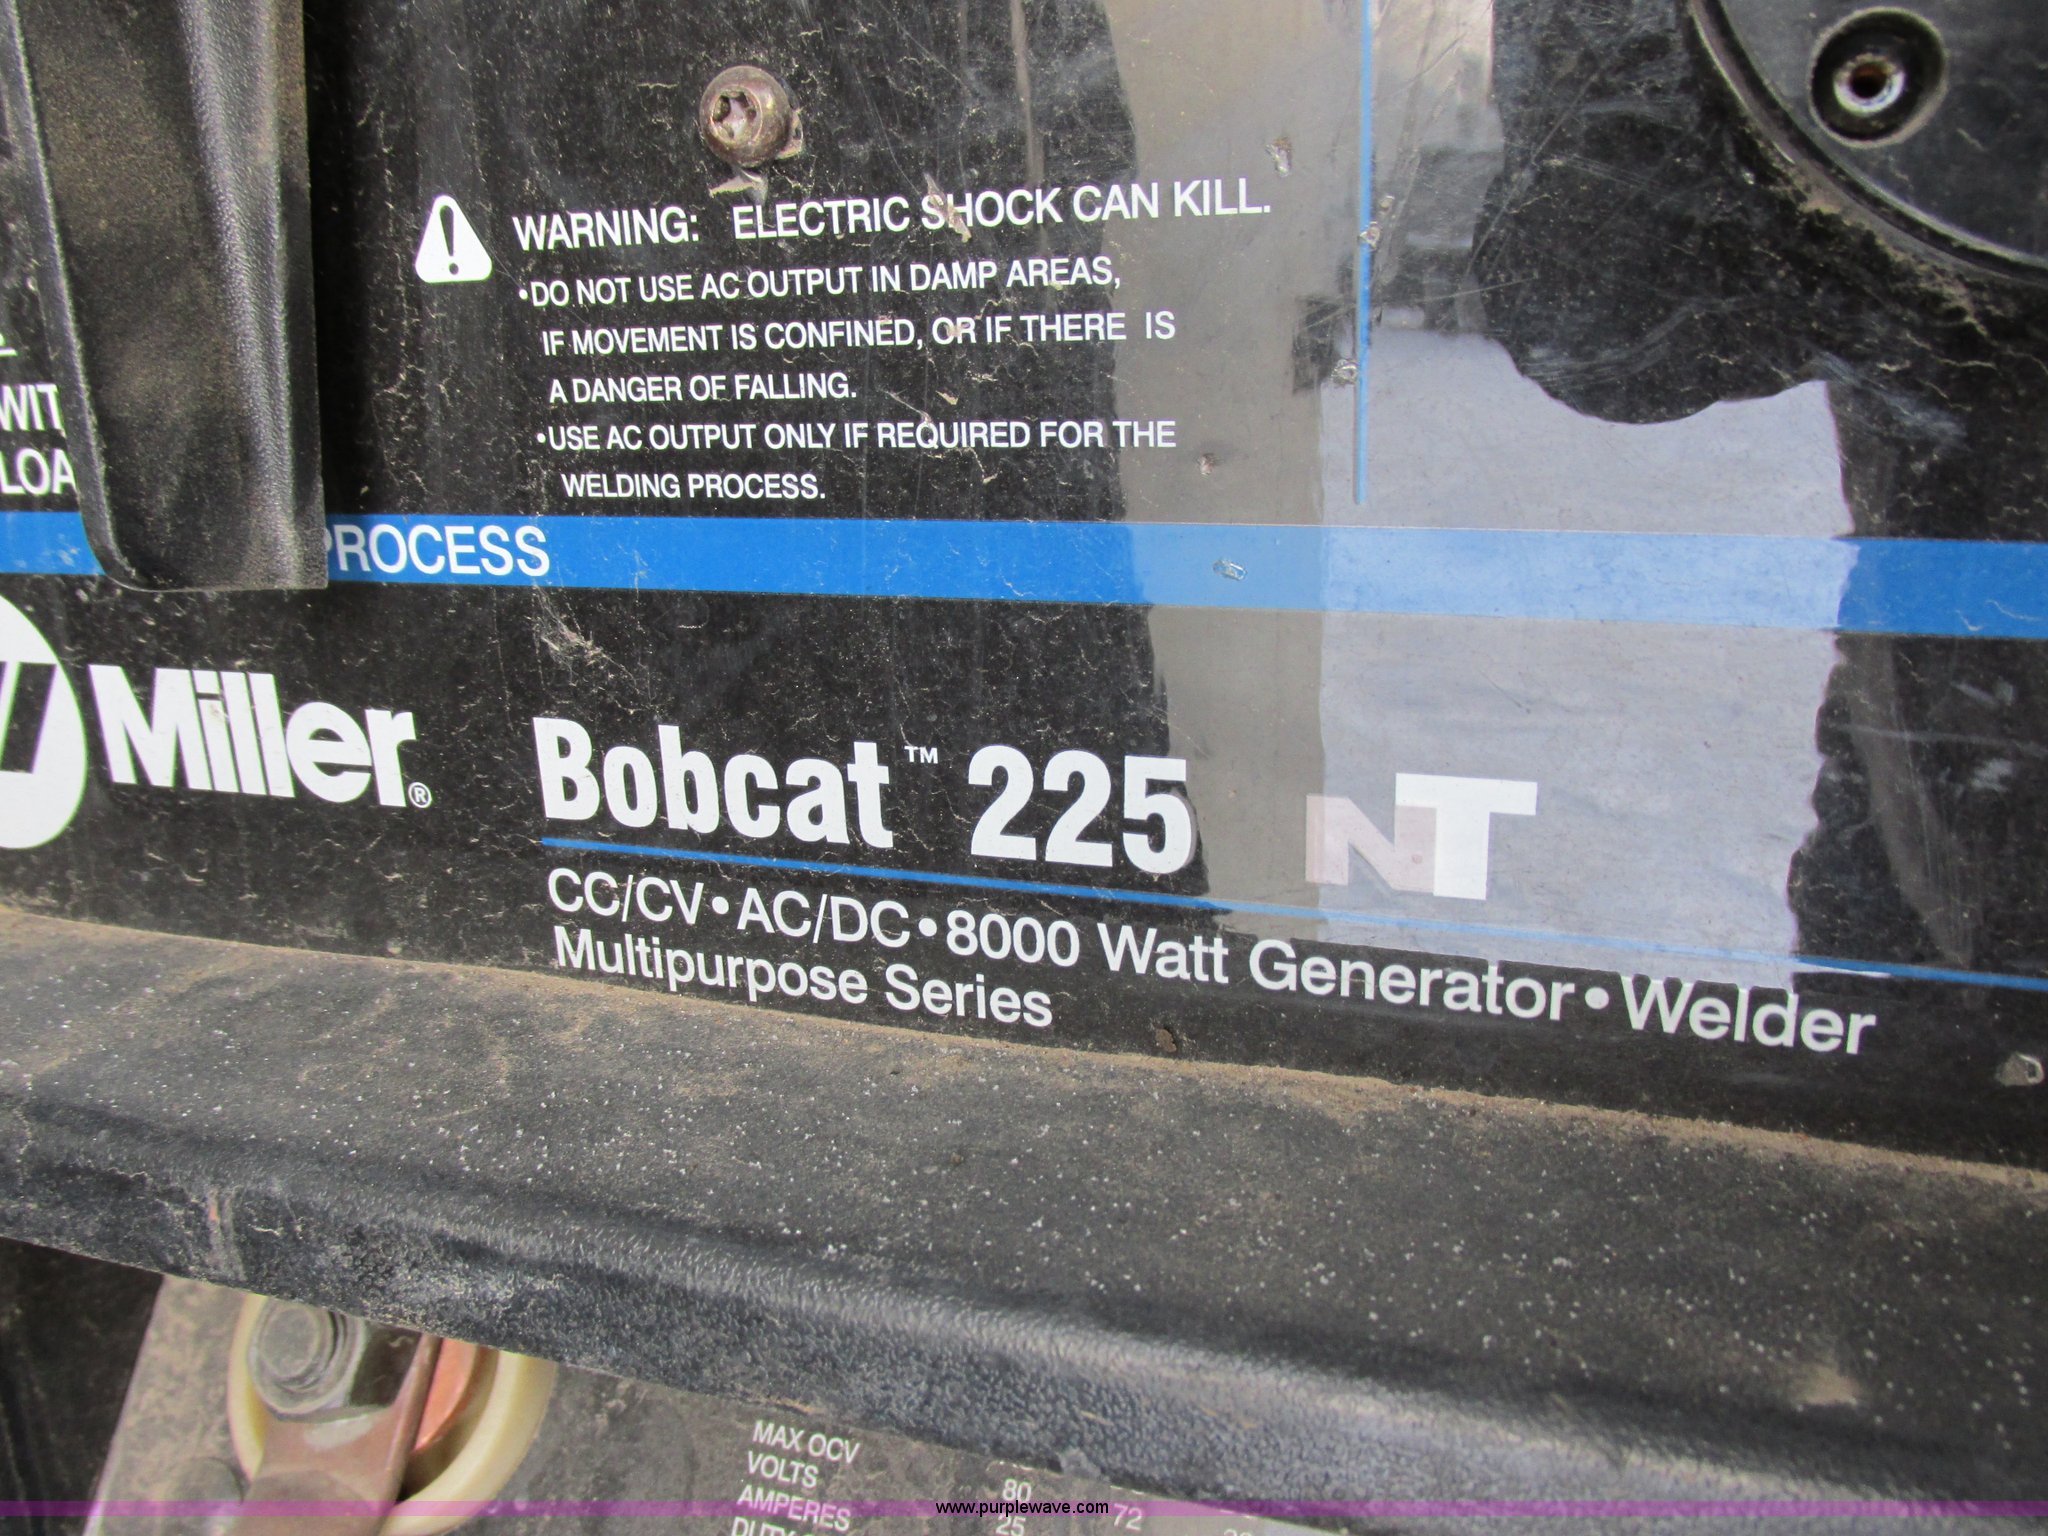 WARNING: ELECTRIC SHOCK CAN KILL.
•DO NOT USE AC OUTPUT IN DAMP AREAS,
IF MOVEMENT IS CONFINED, OR IF THERE IS
A DANGER OF FALLING.
•USE AC OUTPUT ONLY IF REQUIRED FOR THE
WELDING PROCESS.
WIT
LOA
PROCESS
Miller®
Bobcat™ 225 NT
CC/CV•AC/DC•8000 Watt Generator•Welder
Multipurpose Series
MAX OCV
VOLTS 80
AMPERES 25 72
www.purplewave.com